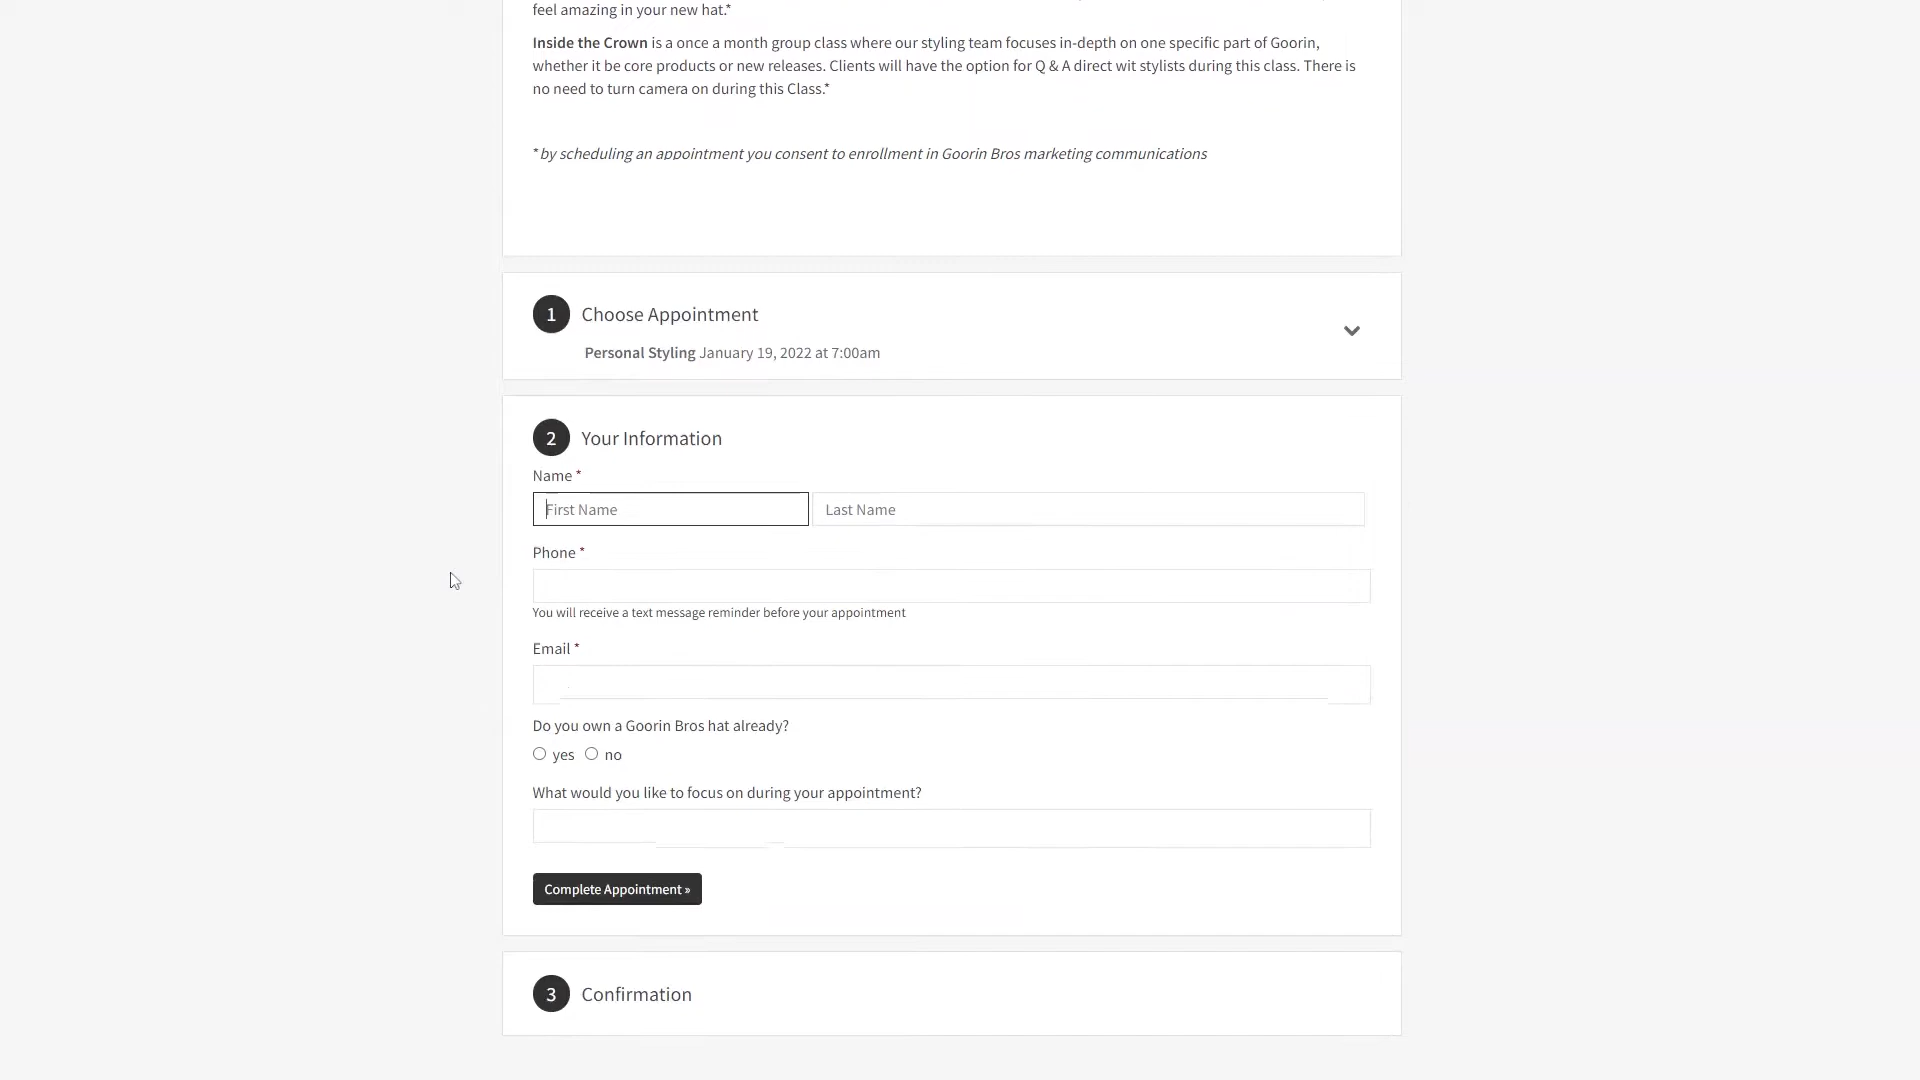 feel amazing in your new hat.*
Inside the Crown is a once a month group class where our styling team focuses in-depth on one specific part of Goorin,
whether it be core products or new releases. Clients will have the option for Q & A direct wit stylists during this class. There is
no need to turn camera on during this Class.*
*by scheduling an appointment you consent to enrollment in Goorin Bros marketing communications
1 Choose Appointment
Personal Styling January 19, 2022 at 7:00am
2 Your Information
Name *
First Name Last Name
Phone *
You will receive a text message reminder before your appointment
Email *
Do you own a Goorin Bros hat already?
yes no
What would you like to focus on during your appointment?
Complete Appointment »
3 Confirmation